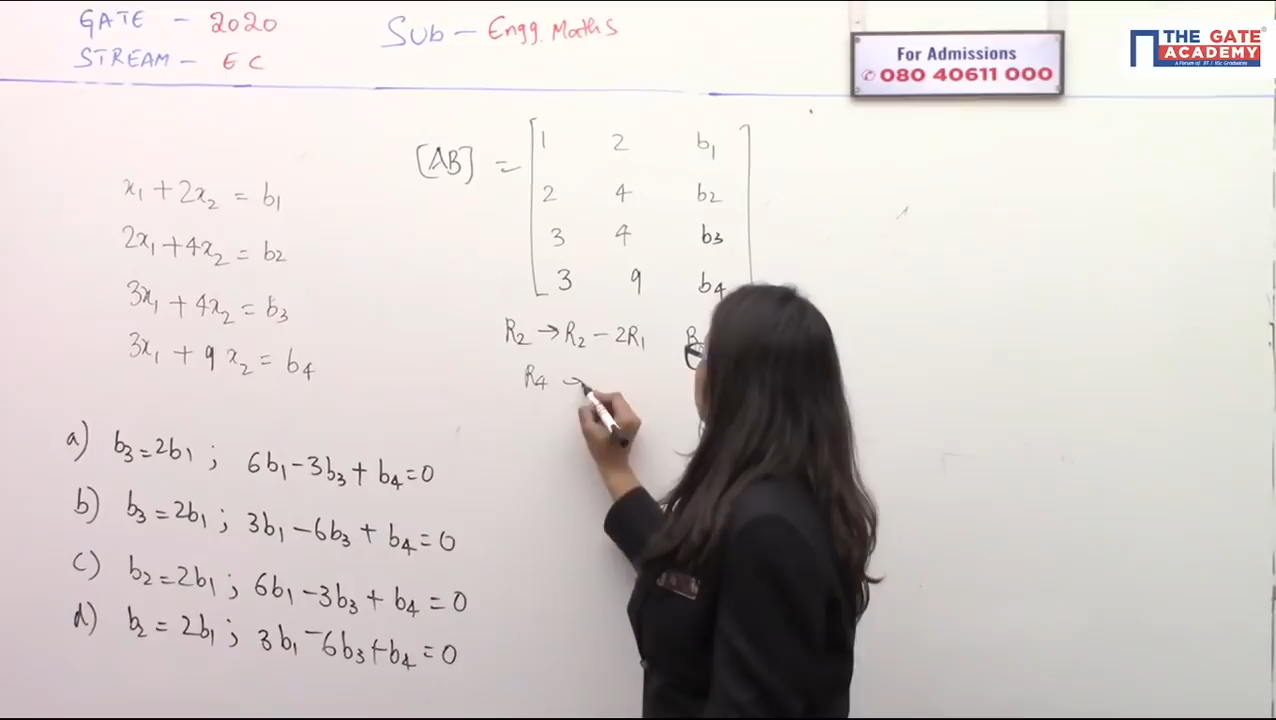 GATE - 2020
Sub - Engg. Maths
STREAM - EC
For Admissions
080 40611 000
THE GATE
ACADEMY
x₁ + 2x₂ = b₁
2x₁ + 4x₂ = b₂
3x₁ + 4x₂ = b₃
3x₁ + 9x₂ = b₄
[AB] =
1 2 b₁
2 4 b₂
3 4 b₃
3 9 b₄
R₂ → R₂ - 2R₁
R₄ →
a) b₃ = 2b₁ ; 6b₁ - 3b₃ + b₄ = 0
b) b₃ = 2b₁ ; 3b₁ - 6b₃ + b₄ = 0
c) b₂ = 2b₁ ; 6b₁ - 3b₃ + b₄ = 0
d) b₂ = 2b₁ ; 3b₁ - 6b₃ + b₄ = 0